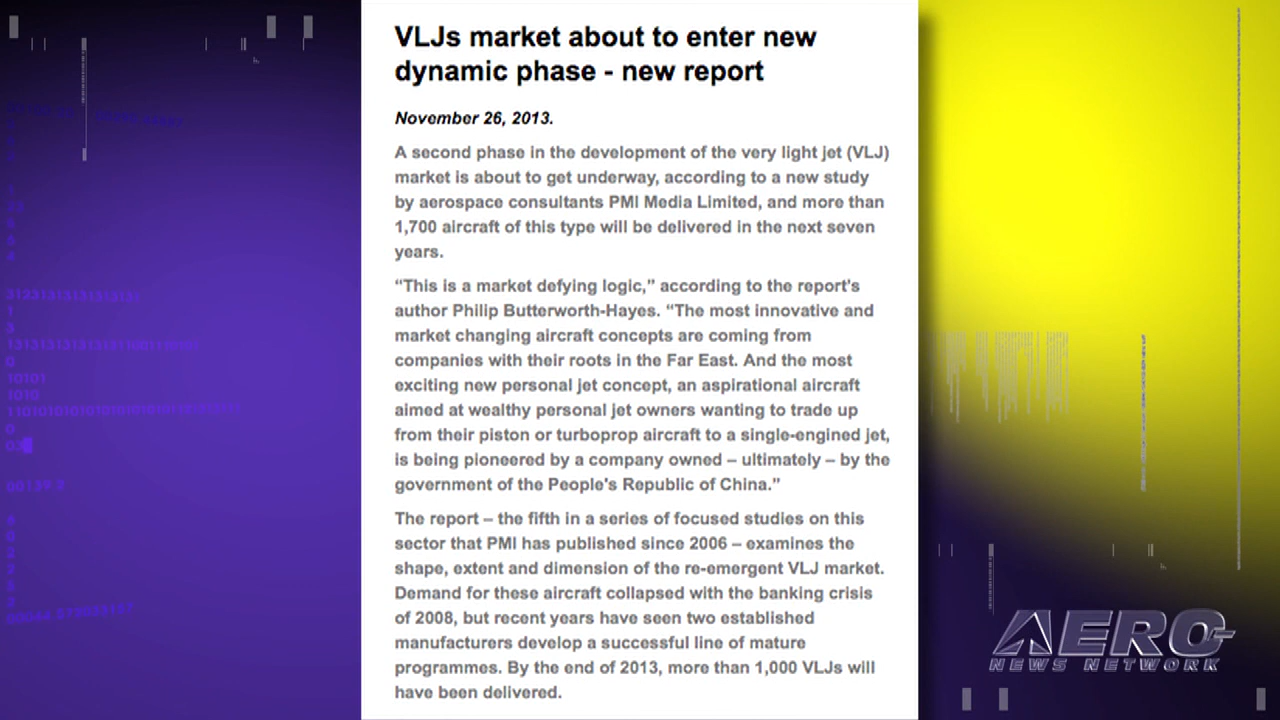 VLJs market about to enter new
dynamic phase - new report
November 26, 2013.
A second phase in the development of the very light jet (VLJ)
market is about to get underway, according to a new study
by aerospace consultants PMI Media Limited, and more than
1,700 aircraft of this type will be delivered in the next seven
years.
“This is a market defying logic,” according to the report's
author Philip Butterworth-Hayes. “The most innovative and
market changing aircraft concepts are coming from
companies with their roots in the Far East. And the most
exciting new personal jet concept, an aspirational aircraft
aimed at wealthy personal jet owners wanting to trade up
from their piston or turboprop aircraft to a single-engined jet,
is being pioneered by a company owned – ultimately – by the
government of the People's Republic of China.”
The report – the fifth in a series of focused studies on this
sector that PMI has published since 2006 – examines the
shape, extent and dimension of the re-emergent VLJ market.
Demand for these aircraft collapsed with the banking crisis
of 2008, but recent years have seen two established
manufacturers develop a successful line of mature
programmes. By the end of 2013, more than 1,000 VLJs will
have been delivered.
AERO-
NEWS NETWORK